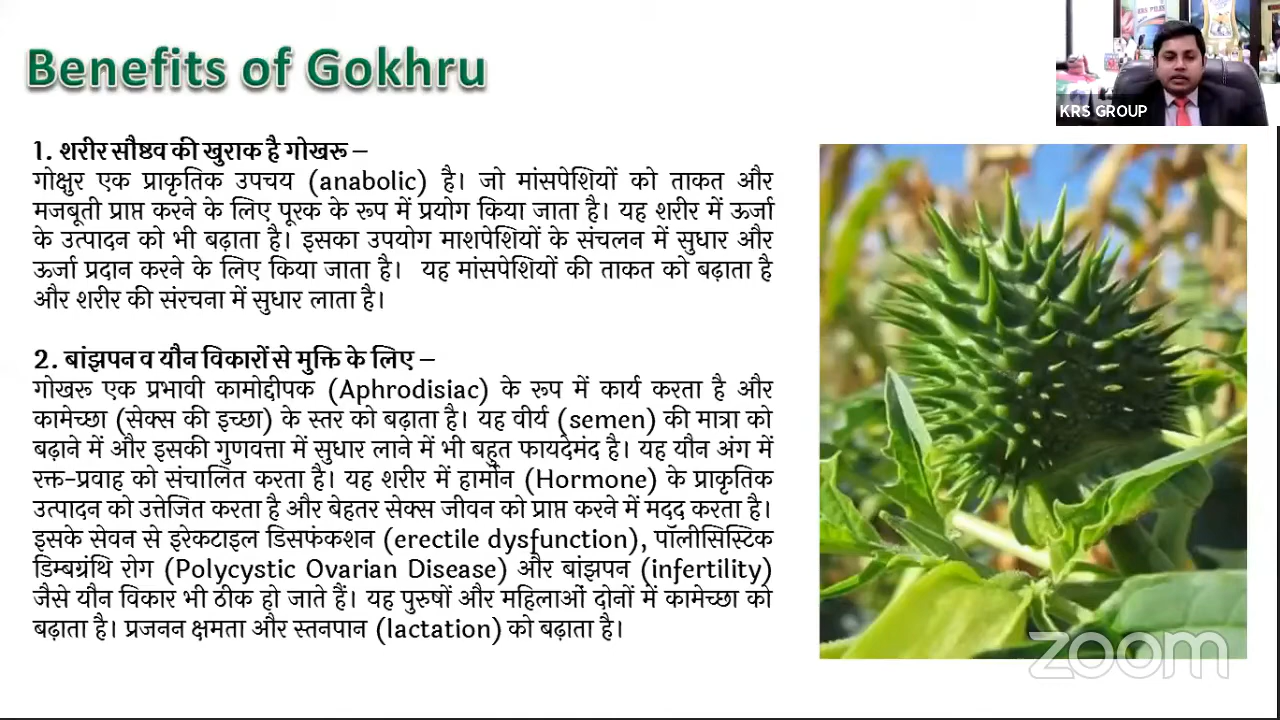 Benefits of Gokhru
KRS GROUP
1. शरीर सौष्ठव की खुराक है गोखरू –
गोक्षुर एक प्राकृतिक उपचय (anabolic) है। जो मांसपेशियों को ताकत और
मजबूती प्राप्त करने के लिए पूरक के रूप में प्रयोग किया जाता है। यह शरीर में ऊर्जा
के उत्पादन को भी बढ़ाता है। इसका उपयोग माशपेशियों के संचलन में सुधार और
ऊर्जा प्रदान करने के लिए किया जाता है। यह मांसपेशियों की ताकत को बढ़ाता है
और शरीर की संरचना में सुधार लाता है।
2. बांझपन व यौन विकारों से मुक्ति के लिए –
गोखरू एक प्रभावी कामोद्दीपक (Aphrodisiac) के रूप में कार्य करता है और
कामेच्छा (सेक्स की इच्छा) के स्तर को बढ़ाता है। यह वीर्य (semen) की मात्रा को
बढ़ाने में और इसकी गुणवत्ता में सुधार लाने में भी बहुत फायदेमंद है। यह यौन अंग में
रक्त-प्रवाह को संचालित करता है। यह शरीर में हार्मोन (Hormone) के प्राकृतिक
उत्पादन को उत्तेजित करता है और बेहतर सेक्स जीवन को प्राप्त करने में मदद करता है।
इसके सेवन से इरेकटाइल डिसफंकशन (erectile dysfunction), पॉलीसिस्टिक
डिम्बग्रंथि रोग (Polycystic Ovarian Disease) और बांझपन (infertility)
जैसे यौन विकार भी ठीक हो जाते हैं। यह पुरुषों और महिलाओं दोनों में कामेच्छा को
बढ़ाता है। प्रजनन क्षमता और स्तनपान (lactation) को बढ़ाता है।
zoom